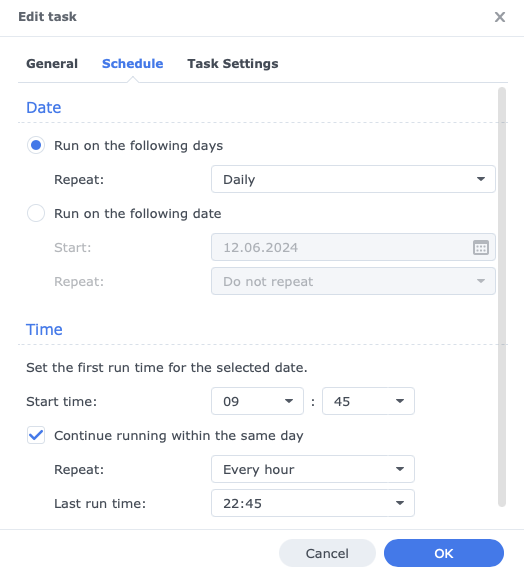 Edit task
General Schedule Task Settings
Date
Run on the following days
Repeat: Daily
Run on the following date
Start: 12.06.2024
Repeat: Do not repeat
Time
Set the first run time for the selected date.
Start time: 09 : 45
Continue running within the same day
Repeat: Every hour
Last run time: 22:45
Cancel OK